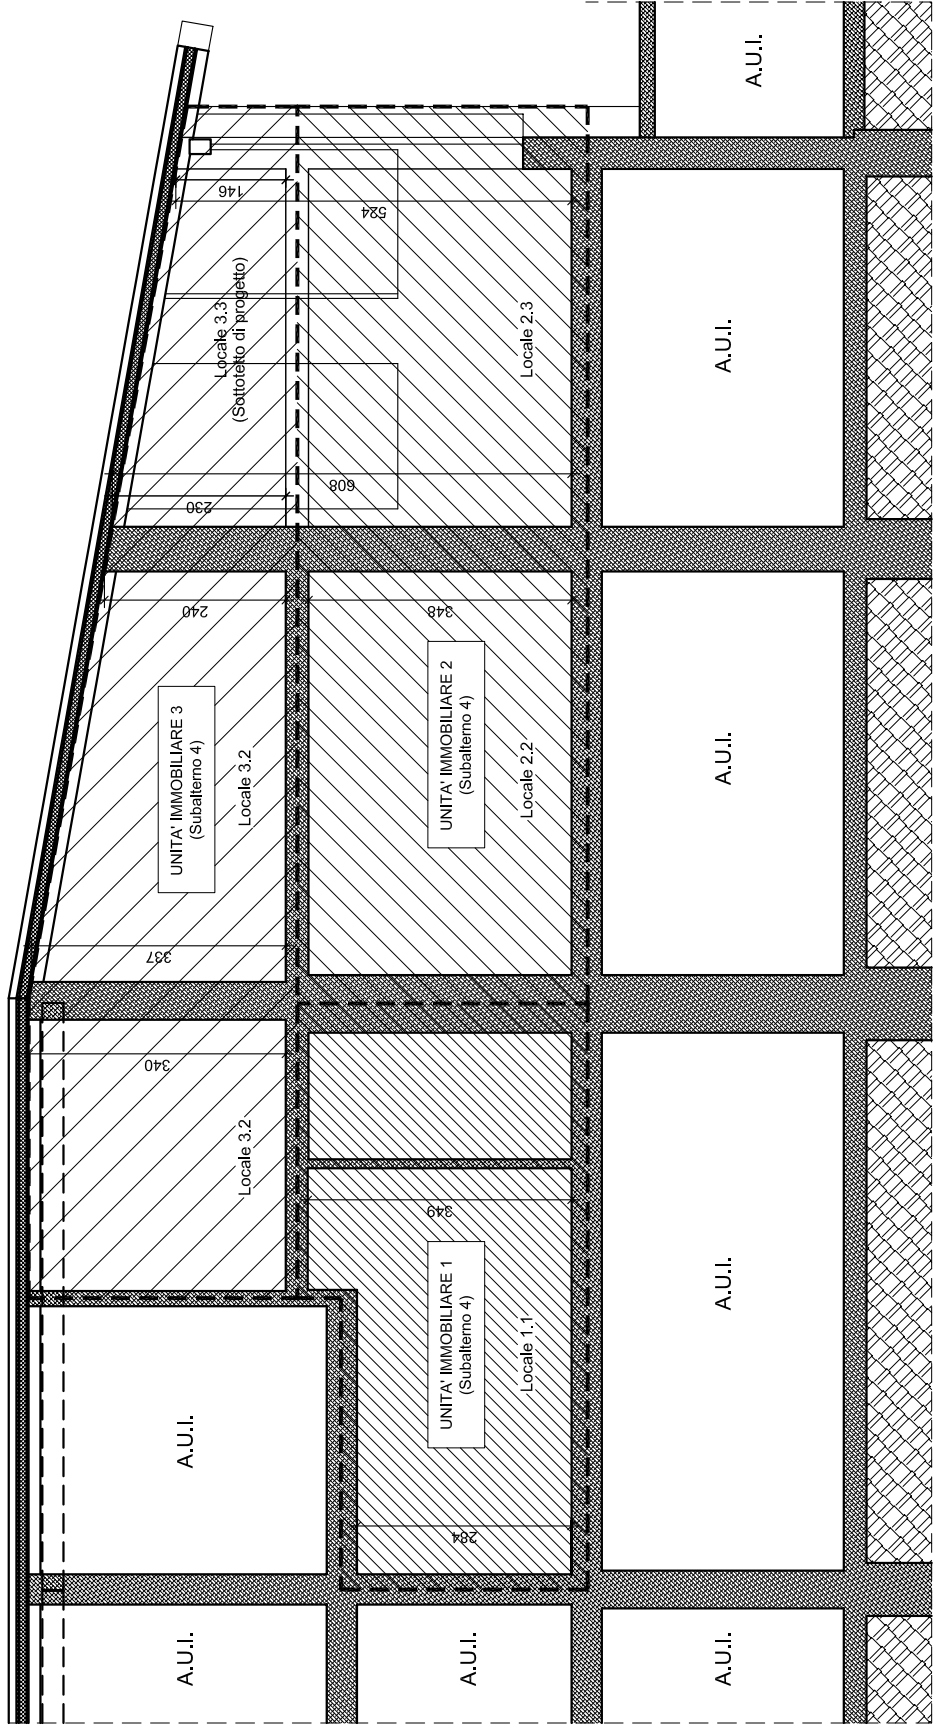 A.U.I.
146
524
Locale 3.3
(Sottotetto di progetto)
Locale 2.3
A.U.I.
230
608
240
348
UNITA' IMMOBILIARE 3
(Subalterno 4)
Locale 3.2
UNITA' IMMOBILIARE 2
(Subalterno 4)
Locale 2.2
A.U.I.
337
340
Locale 3.2
349
UNITA' IMMOBILIARE 1
(Subalterno 4)
Locale 1.1
A.U.I.
A.U.I.
284
A.U.I.
A.U.I.
A.U.I.